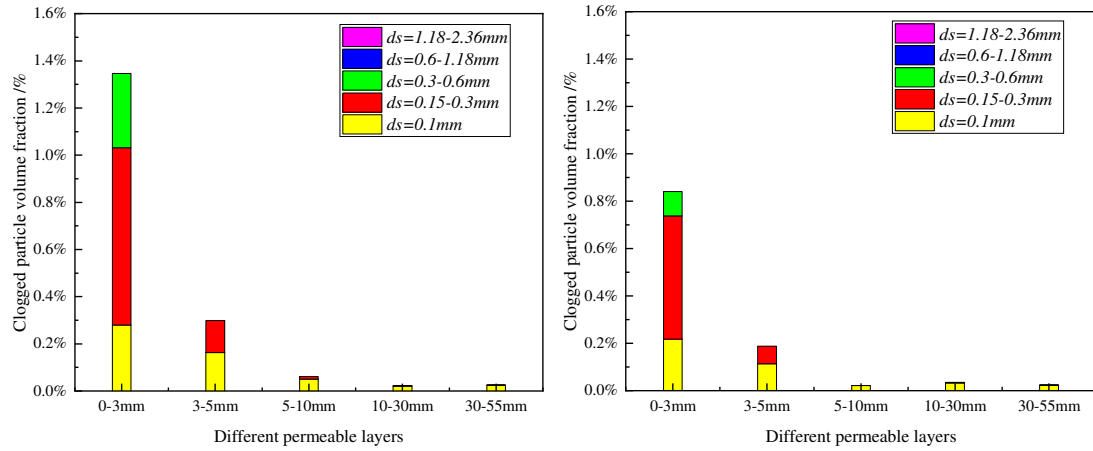 1.6%
1.4%
1.2%
1.0%
0.8%
0.6%
0.4%
0.2%
0.0%
Clogged particle volume fraction /%
ds=1.18-2.36mm
ds=0.6-1.18mm
ds=0.3-0.6mm
ds=0.15-0.3mm
ds=0.1mm
0-3mm 3-5mm 5-10mm 10-30mm 30-55mm
Different permeable layers
1.6%
1.4%
1.2%
1.0%
0.8%
0.6%
0.4%
0.2%
0.0%
Clogged particle volume fraction /%
ds=1.18-2.36mm
ds=0.6-1.18mm
ds=0.3-0.6mm
ds=0.15-0.3mm
ds=0.1mm
0-3mm 3-5mm 5-10mm 10-30mm 30-55mm
Different permeable layers